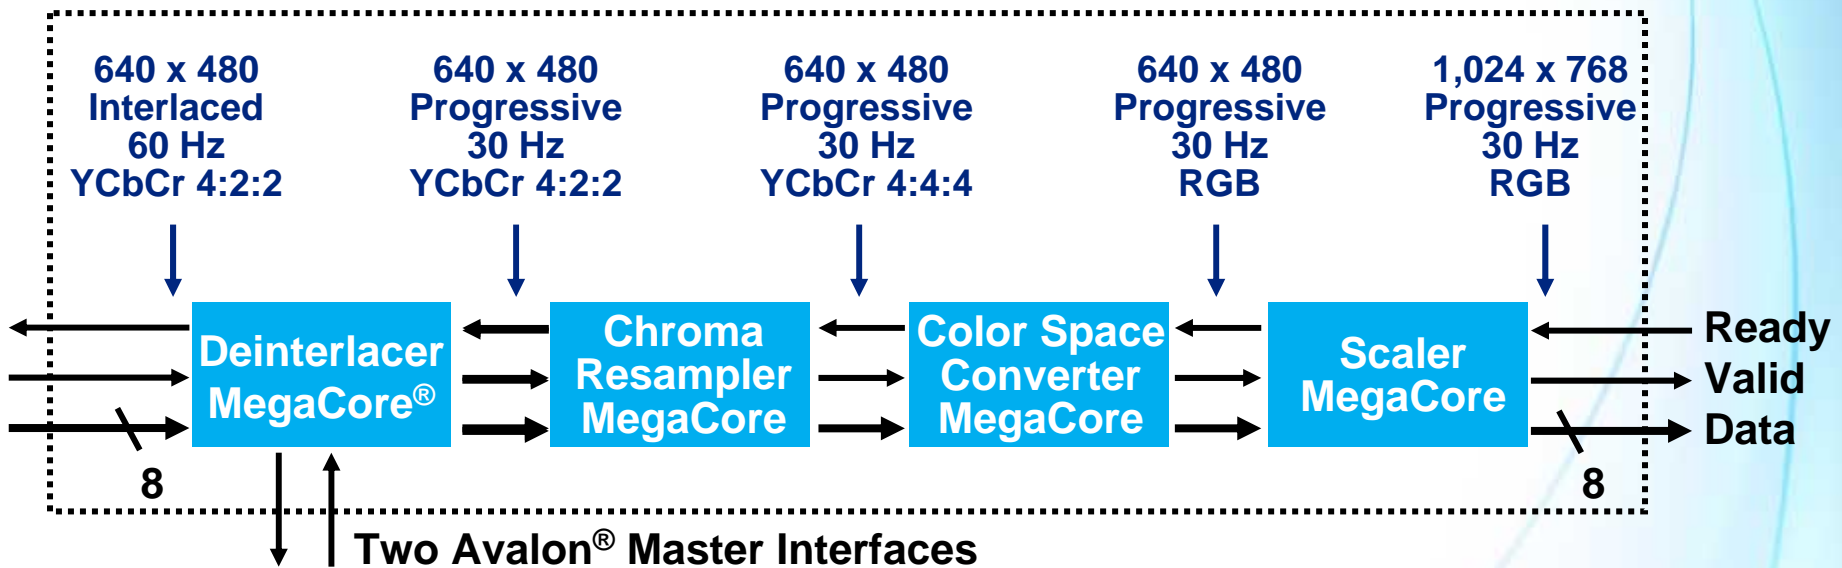 640 x 480
Interlaced
60 Hz
YCbCr 4:2:2
640 x 480
Progressive
30 Hz
YCbCr 4:2:2
640 x 480
Progressive
30 Hz
YCbCr 4:4:4
640 x 480
Progressive
30 Hz
RGB
1,024 x 768
Progressive
30 Hz
RGB
Deinterlacer
MegaCore®
Chroma
Resampler
MegaCore
Color Space
Converter
MegaCore
Scaler
MegaCore
Ready
Valid
Data
8
8
Two Avalon® Master Interfaces